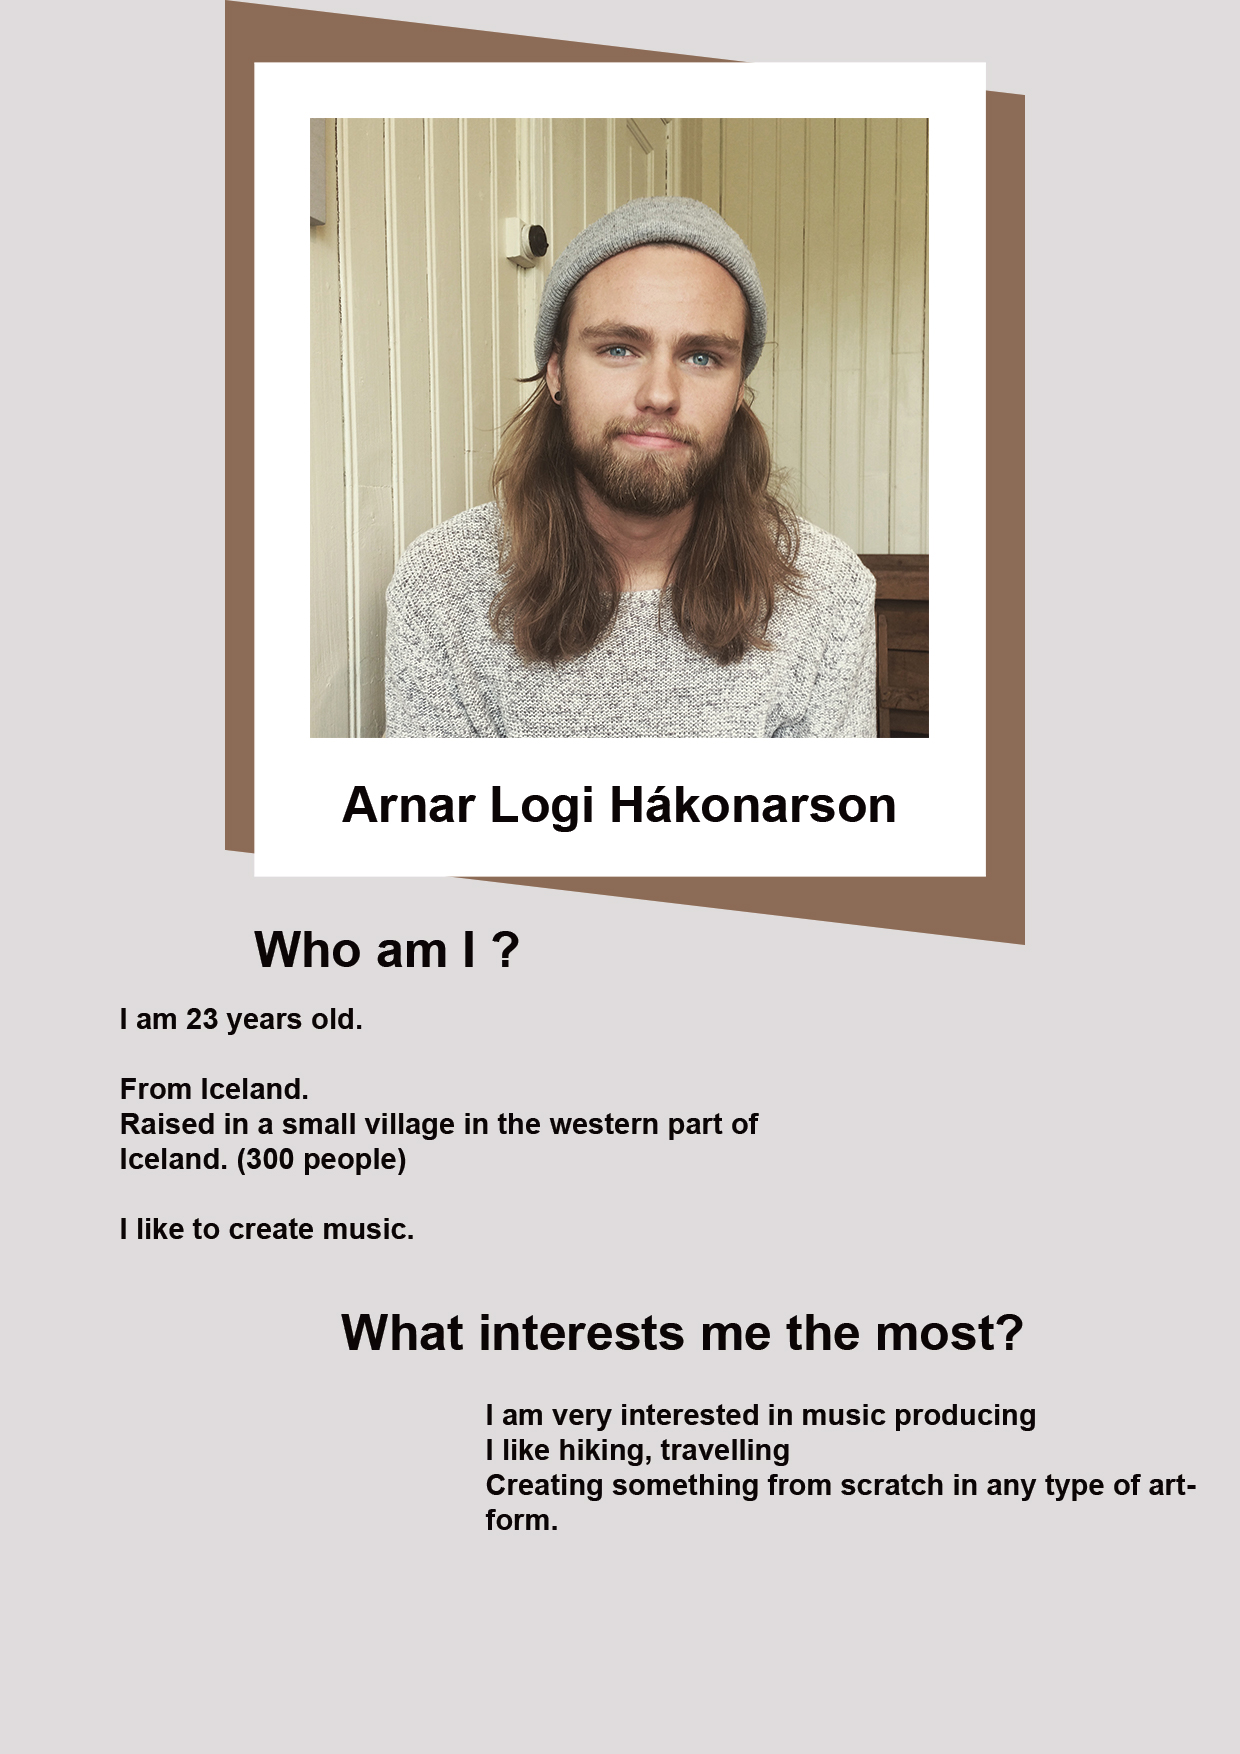 Arnar Logi Hákonarson
Who am I ?
I am 23 years old.
From Iceland.
Raised in a small village in the western part of
Iceland. (300 people)
I like to create music.
What interests me the most?
I am very interested in music producing
I like hiking, travelling
Creating something from scratch in any type of art-
form.